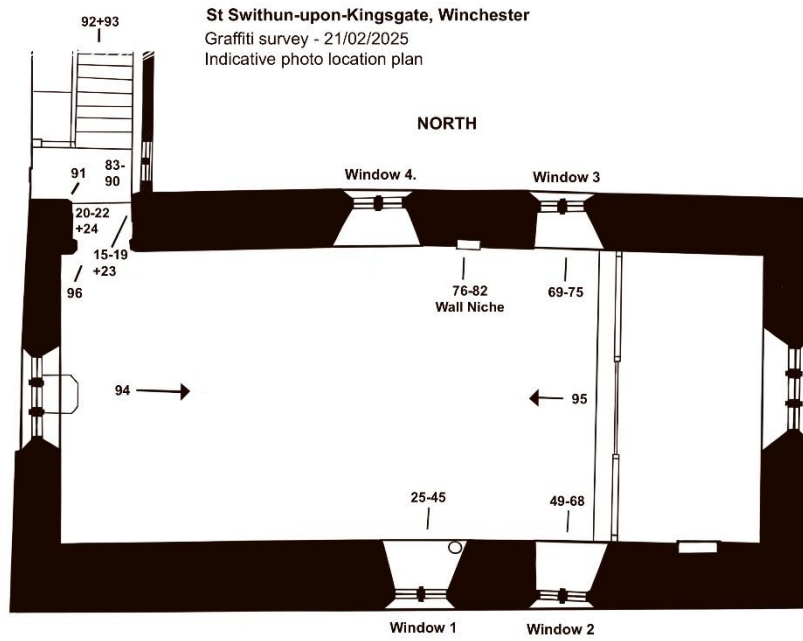 St Swithun-upon-Kingsgate, Winchester
Graffiti survey - 21/02/2025
Indicative photo location plan
92+93
NORTH
83-
90
91
20-22
+24
15-19
+23
96
Window 4.
Window 3
76-82
Wall Niche
69-75
94
95
25-45
49-68
Window 1
Window 2